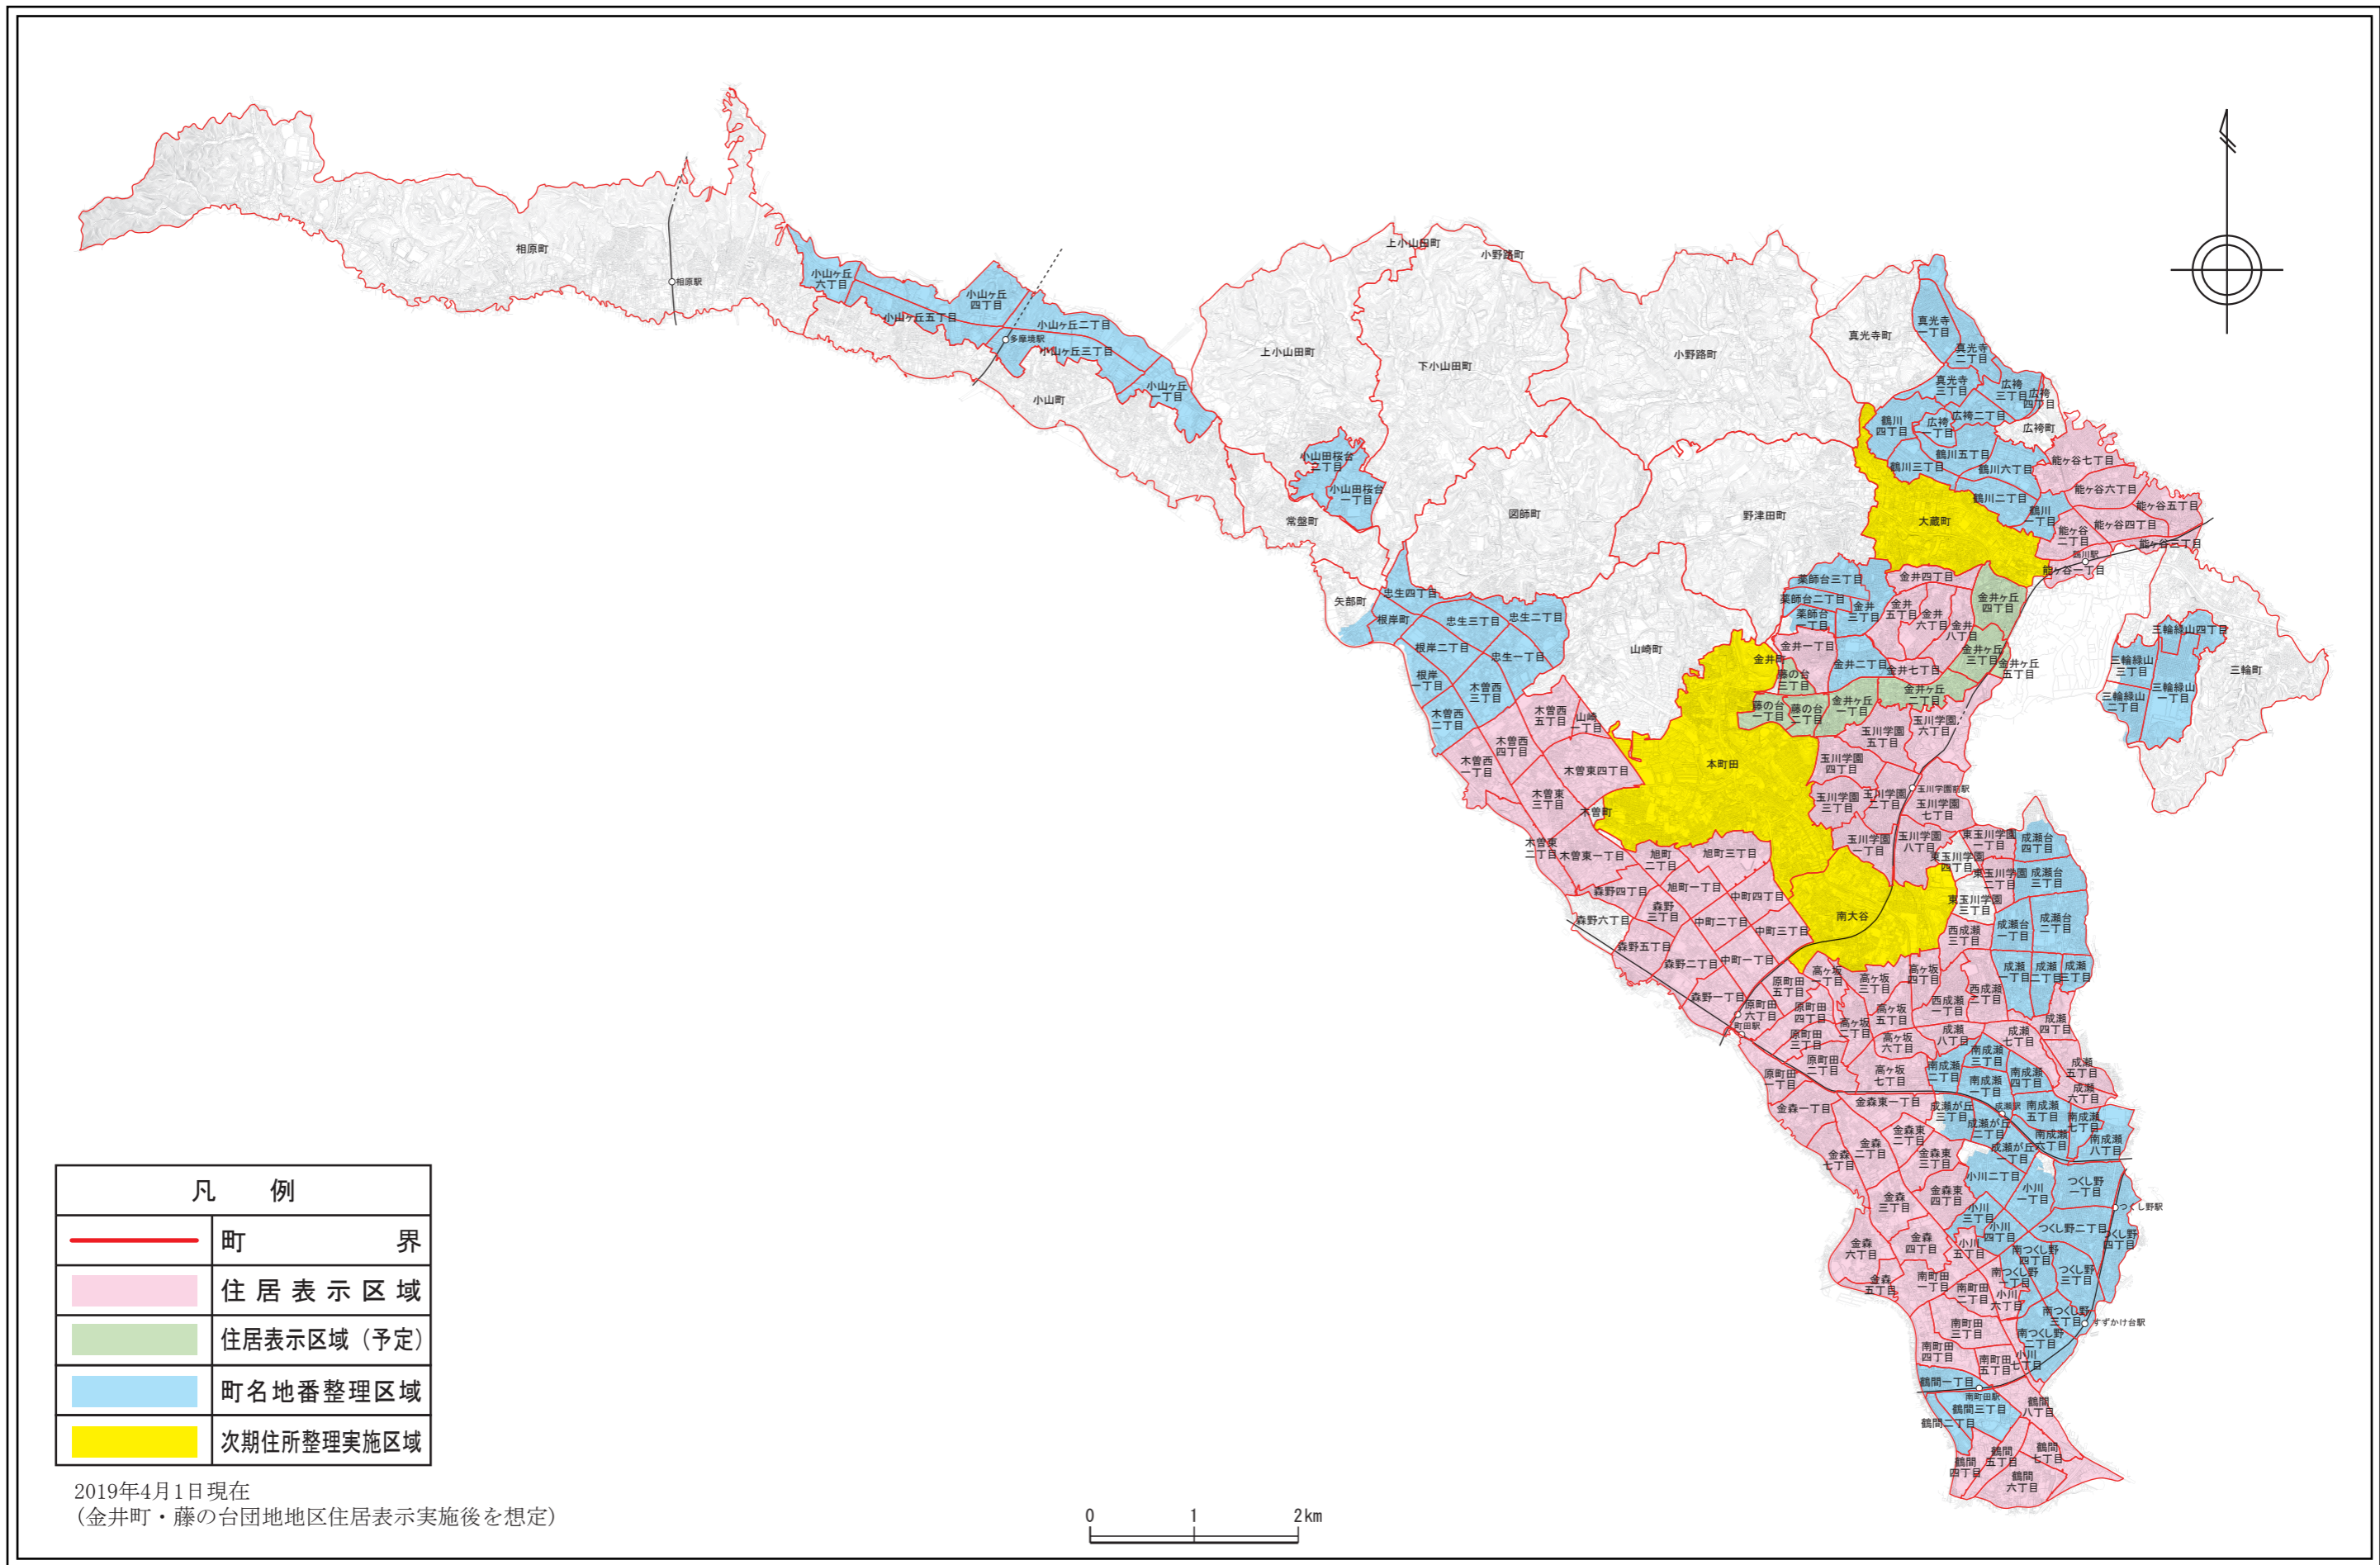 相原町
相原駅
小山ヶ丘
六丁目
小山ヶ丘五丁目
小山ヶ丘
四丁目
小山ヶ丘二丁目
多摩境駅
小山ヶ丘三丁目
小山ヶ丘
一丁目
小山町
上小山田町
小野路町
上小山田町
下小山田町
小野路町
小山田桜台
二丁目
小山田桜台
一丁目
常盤町
図師町
野津田町
矢部町
山崎町
真光寺町
真光寺
一丁目
真光寺
二丁目
真光寺
三丁目
広袴
三丁目
広袴
四丁目
広袴二丁目
広袴
一丁目
広袴町
鶴川
四丁目
鶴川五丁目
鶴川三丁目
鶴川六丁目
鶴川二丁目
鶴川
一丁目
能ヶ谷七丁目
能ヶ谷六丁目
能ヶ谷五丁目
能ヶ谷四丁目
能ヶ谷
二丁目
能ヶ谷三丁目
鶴川駅
能ヶ谷一丁目
大蔵町
三輪緑山四丁目
三輪緑山
三丁目
三輪緑山
一丁目
三輪緑山
二丁目
三輪町
薬師台三丁目
薬師台二丁目
薬師台
一丁目
金井
三丁目
金井四丁目
金井
五丁目
金井
六丁目
金井
八丁目
金井ヶ丘
四丁目
金井ヶ丘
三丁目
金井ヶ丘
五丁目
金井一丁目
金井二丁目
金井七丁目
金井町
藤の台
三丁目
藤の台
一丁目
藤の台
二丁目
金井ヶ丘
一丁目
金井ヶ丘
二丁目
忠生四丁目
根岸町
忠生三丁目
忠生二丁目
根岸二丁目
忠生一丁目
根岸
一丁目
木曽西
三丁目
木曽西
二丁目
木曽西
五丁目
山崎
一丁目
木曽西
四丁目
木曽西
一丁目
木曽東四丁目
木曽東
三丁目
木曽町
木曽東
二丁目
木曽東一丁目
本町田
玉川学園
六丁目
玉川学園
五丁目
玉川学園
四丁目
玉川学園
三丁目
玉川学園
二丁目
玉川学園前駅
玉川学園
七丁目
玉川学園
一丁目
玉川学園
八丁目
東玉川学園
一丁目
東玉川学園
四丁目
東玉川学園
二丁目
東玉川学園
三丁目
成瀬台
四丁目
成瀬台
三丁目
成瀬台
一丁目
成瀬台
二丁目
旭町
二丁目
旭町三丁目
旭町一丁目
森野四丁目
森野
三丁目
森野六丁目
森野五丁目
森野二丁目
森野一丁目
中町四丁目
中町二丁目
中町三丁目
中町一丁目
南大谷
西成瀬
三丁目
西成瀬
二丁目
西成瀬
一丁目
成瀬
一丁目
成瀬
二丁目
成瀬
三丁目
成瀬
四丁目
成瀬
七丁目
成瀬
八丁目
成瀬
五丁目
成瀬
六丁目
原町田
五丁目
原町田
六丁目
町田駅
原町田
四丁目
原町田
三丁目
原町田
二丁目
原町田
一丁目
高ヶ坂
一丁目
高ヶ坂
三丁目
高ヶ坂
四丁目
高ヶ坂
五丁目
高ヶ坂
二丁目
高ヶ坂
六丁目
高ヶ坂
七丁目
南成瀬
三丁目
南成瀬
二丁目
南成瀬
一丁目
南成瀬
四丁目
成瀬駅
南成瀬
五丁目
南成瀬
七丁目
南成瀬
六丁目
南成瀬
八丁目
成瀬が丘
三丁目
成瀬が丘
二丁目
成瀬が丘
一丁目
金森一丁目
金森東一丁目
金森東
二丁目
金森
二丁目
金森
七丁目
金森東
三丁目
金森東
四丁目
金森
三丁目
金森
四丁目
金森
六丁目
金森
五丁目
小川二丁目
小川
一丁目
小川
三丁目
小川
四丁目
小川
五丁目
小川
六丁目
小川
七丁目
つくし野
一丁目
つくし野駅
つくし野二丁目
つくし野
四丁目
つくし野
三丁目
南つくし野
四丁目
南つくし野
一丁目
南つくし野
三丁目
すずかけ台駅
南つくし野
二丁目
南町田
一丁目
南町田
二丁目
南町田
三丁目
南町田
四丁目
南町田
五丁目
鶴間一丁目
南町田駅
鶴間三丁目
鶴間二丁目
鶴間
八丁目
鶴間
七丁目
鶴間
五丁目
鶴間
四丁目
鶴間
六丁目
凡 例
町 界
住居表示区域
住居表示区域（予定）
町名地番整理区域
次期住所整理実施区域
2019年4月1日現在
（金井町・藤の台団地地区住居表示実施後を想定）
0 1 2km